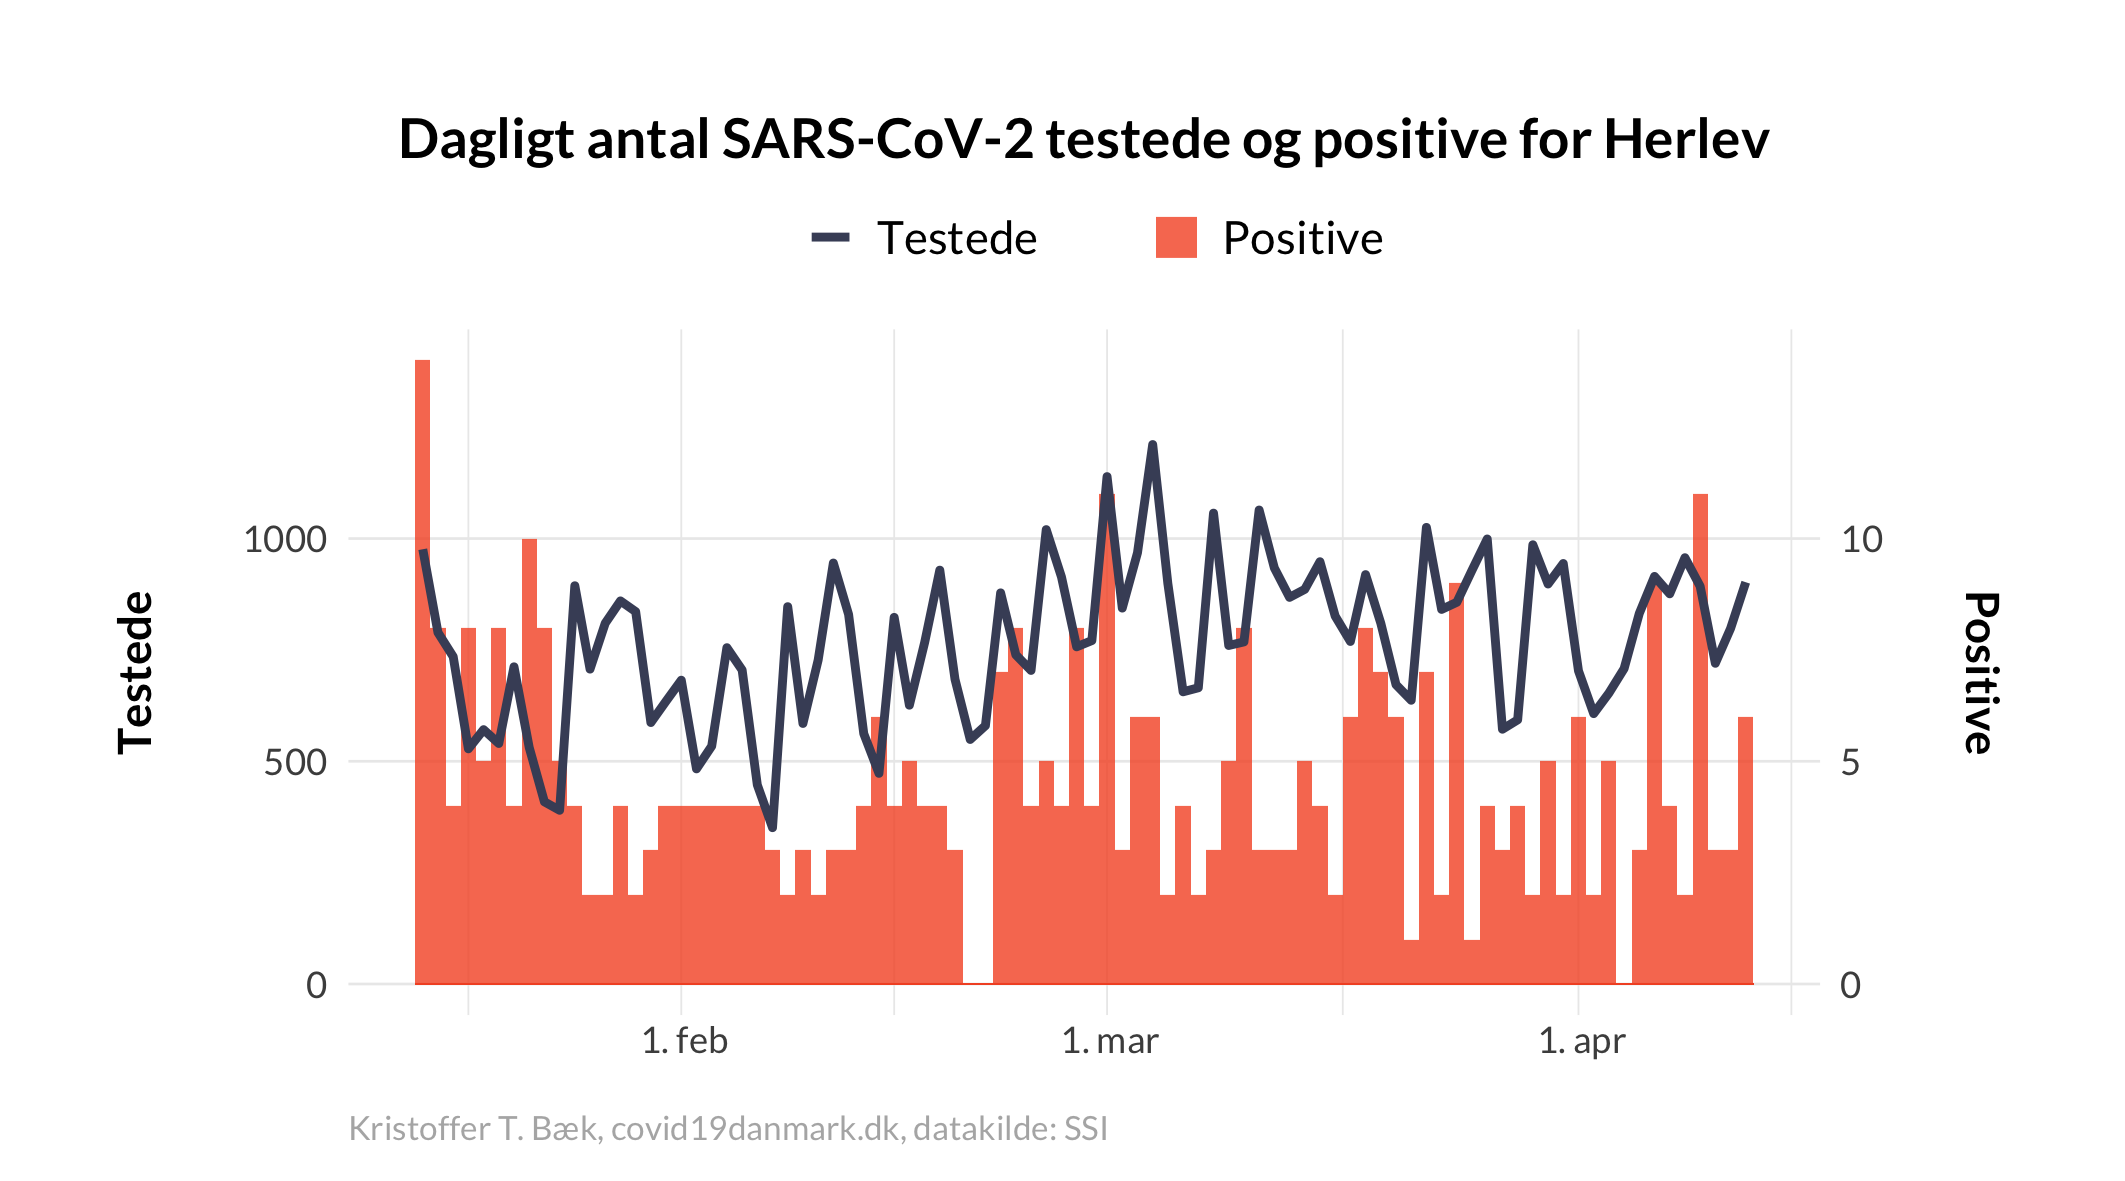 Dagligt antal SARS-CoV-2 testede og positive for Herlev
Testede
Positive
Testede
1000
500
0
10
5
0
Positive
1. feb
1. mar
1. apr
Kristoffer T. Bæk, covid19danmark.dk, datakilde: SSI